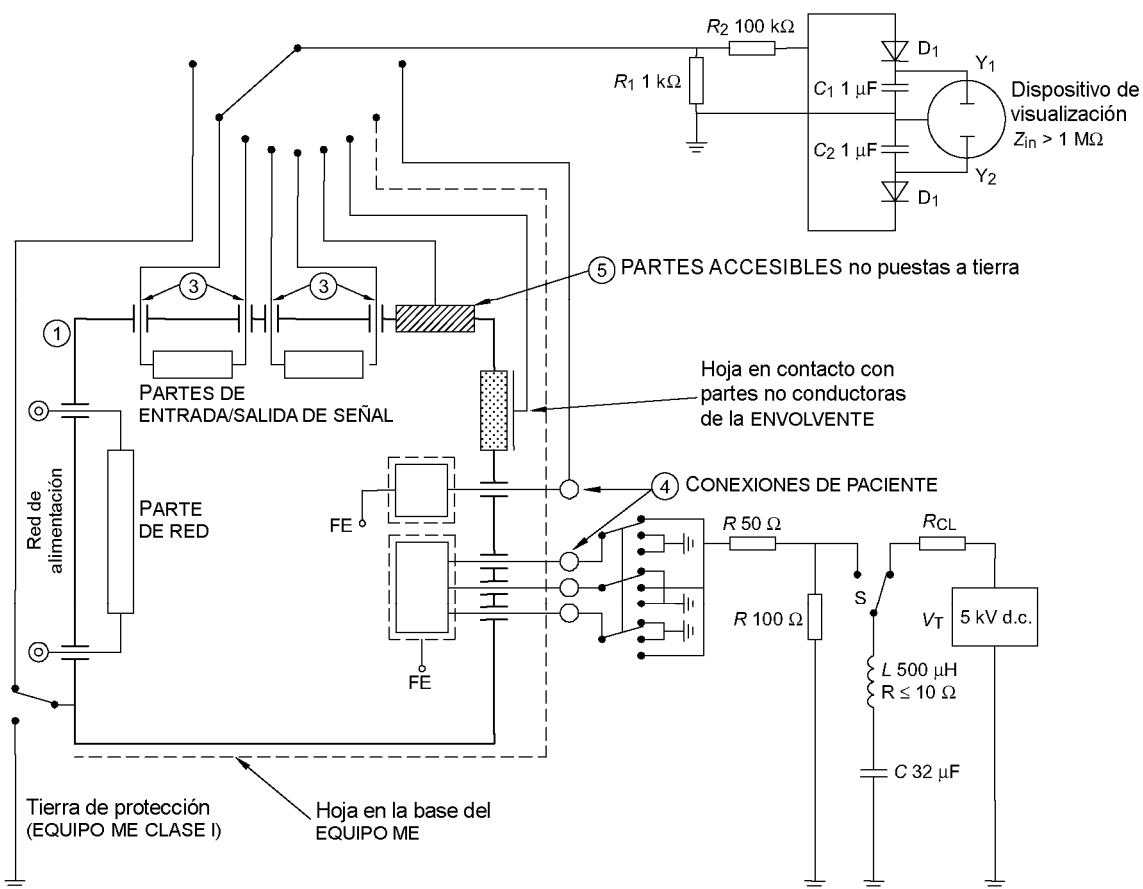 R2 100 kΩ
D1
Y1
R1 1 kΩ
C1 1 μF
Dispositivo de
visualización
Zin > 1 MΩ
C2 1 μF
Y2
D1
5 PARTES ACCESIBLES no puestas a tierra
3
3
1
PARTES DE
ENTRADA/SALIDA DE SEÑAL
Hoja en contacto con
partes no conductoras
de la ENVOLVENTE
Red de
alimentación
PARTE
DE RED
4 CONEXIONES DE PACIENTE
FE
R 50 Ω
RCL
S
R 100 Ω
VT
5 kV d.c.
FE
L 500 μH
R ≤ 10 Ω
C 32 μF
Tierra de protección
(EQUIPO ME CLASE I)
Hoja en la base del
EQUIPO ME